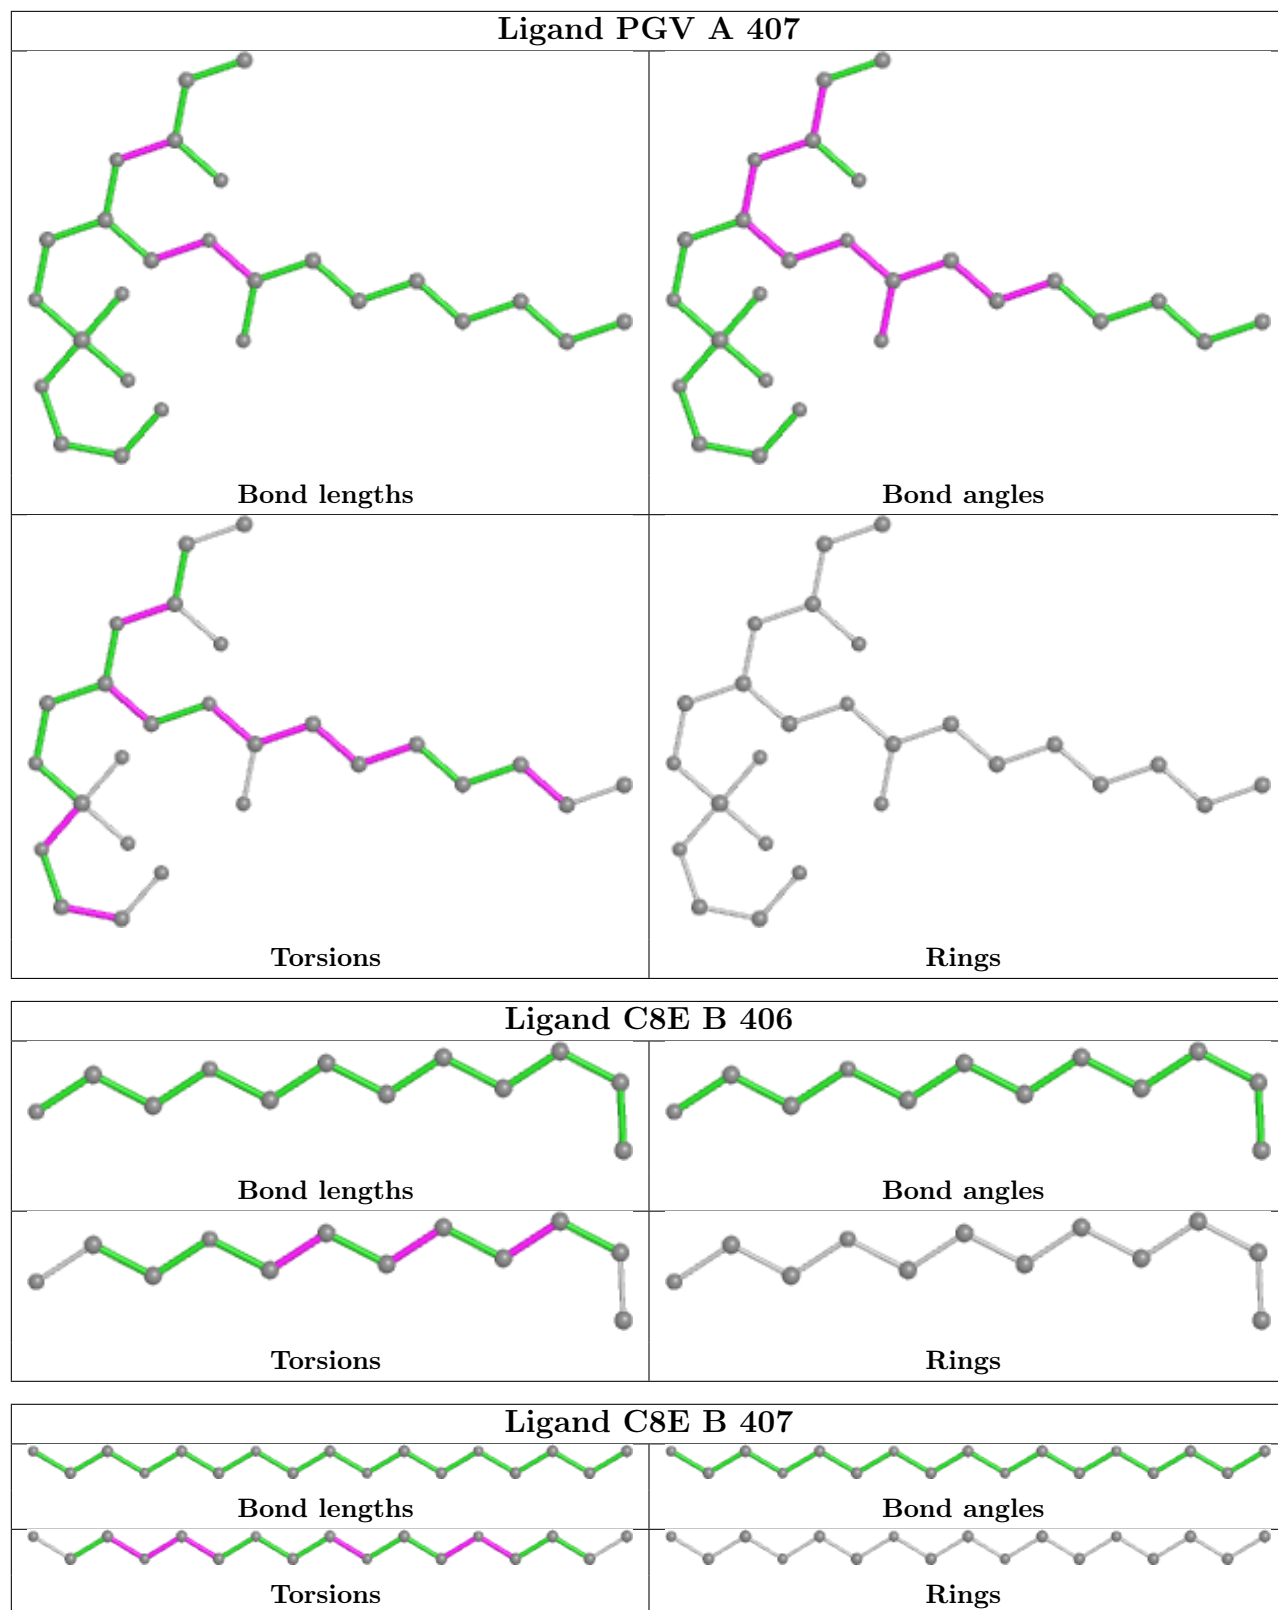 Ligand PGV A 407
Bond lengths
Bond angles
Torsions
Rings
Ligand C8E B 406
Bond lengths
Bond angles
Torsions
Rings
Ligand C8E B 407
Bond lengths
Bond angles
Torsions
Rings